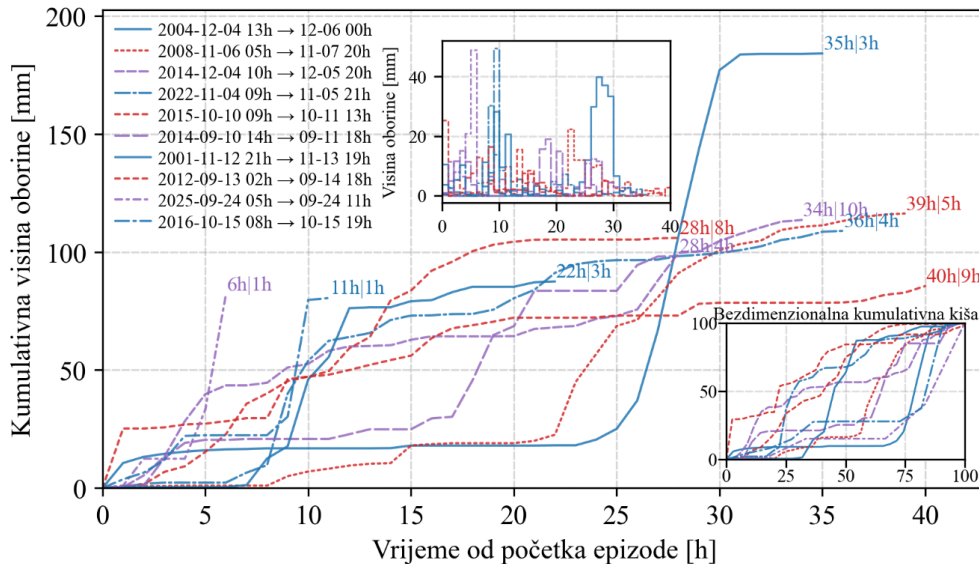 200
150
100
50
0
Kumulativna visina oborine [mm]
2004-12-04 13h → 12-06 00h
2008-11-06 05h → 11-07 20h
2014-12-04 10h → 12-05 20h
2022-11-04 09h → 11-05 21h
2015-10-10 09h → 10-11 13h
2014-09-10 14h → 09-11 18h
2001-11-12 21h → 11-13 19h
2012-09-13 02h → 09-14 18h
2025-09-24 05h → 09-24 11h
2016-10-15 08h → 10-15 19h
Visina oborine [mm]
40
20
0
0 20 40
35h|3h
39h|5h
34h|10h
36h|4h
28h|8h
28h|4h
22h|3h
11h|1h
6h|1h
40h|9h
Bezdimenzionalna kumulativna kiša
100
50
0
0 25 50 75 100
0 5 10 15 20 25 30 35 40
Vrijeme od početka epizode [h]